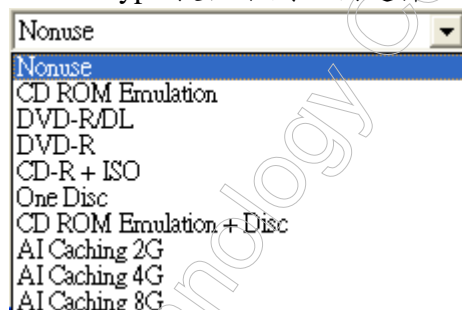 Nonuse
Nonuse
CD ROM Emulation
DVD-R/DL
DVD-R
CD-R + ISO
One Disc
CD ROM Emulation + Disc
AI Caching 2G
AI Caching 4G
AI Caching 8G